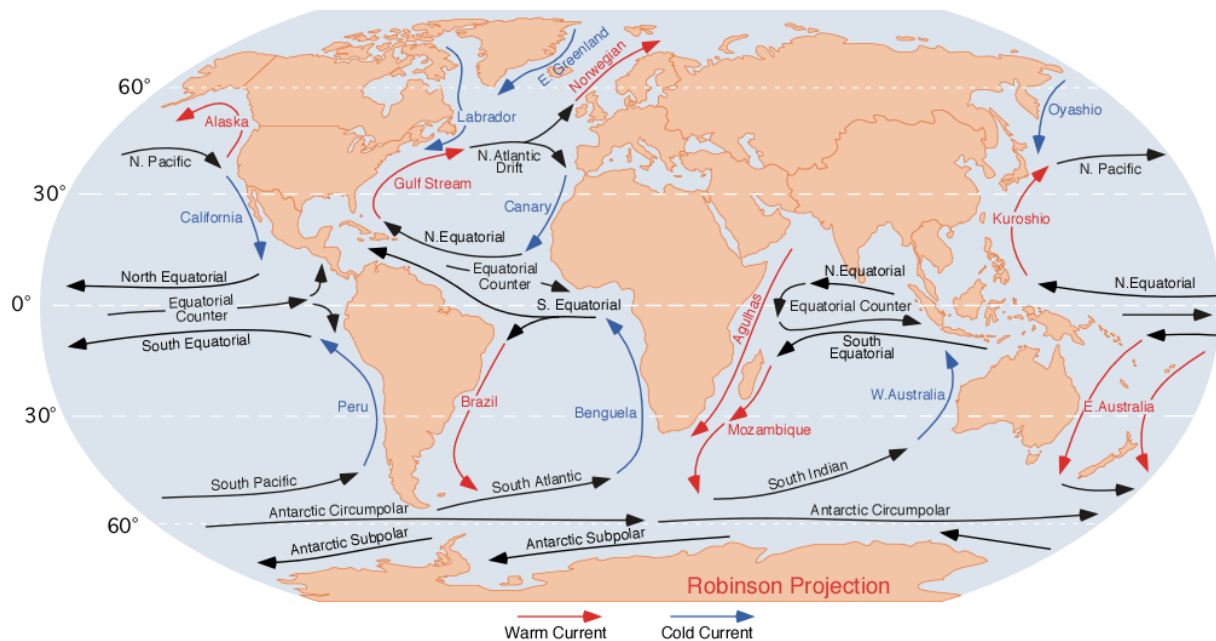 E. Greenland
Norwegian
60°
Alaska
Labrador
Oyashio
N. Pacific
N.Atlantic
Drift
N. Pacific
30°
Gulf Stream
California
Canary
Kuroshio
N.Equatorial
North Equatorial
Equatorial
Counter
N.Equatorial
N.Equatorial
0°
Equatorial
Counter
S. Equatorial
Equatorial Counter
South Equatorial
Agulhas
South
Equatorial
30°
Peru
Brazil
Benguela
Mozambique
W.Australia
E.Australia
South Pacific
South Atlantic
South Indian
60°
Antarctic Circumpolar
Antarctic Circumpolar
Antarctic Subpolar
Antarctic Subpolar
Robinson Projection
Warm Current
Cold Current